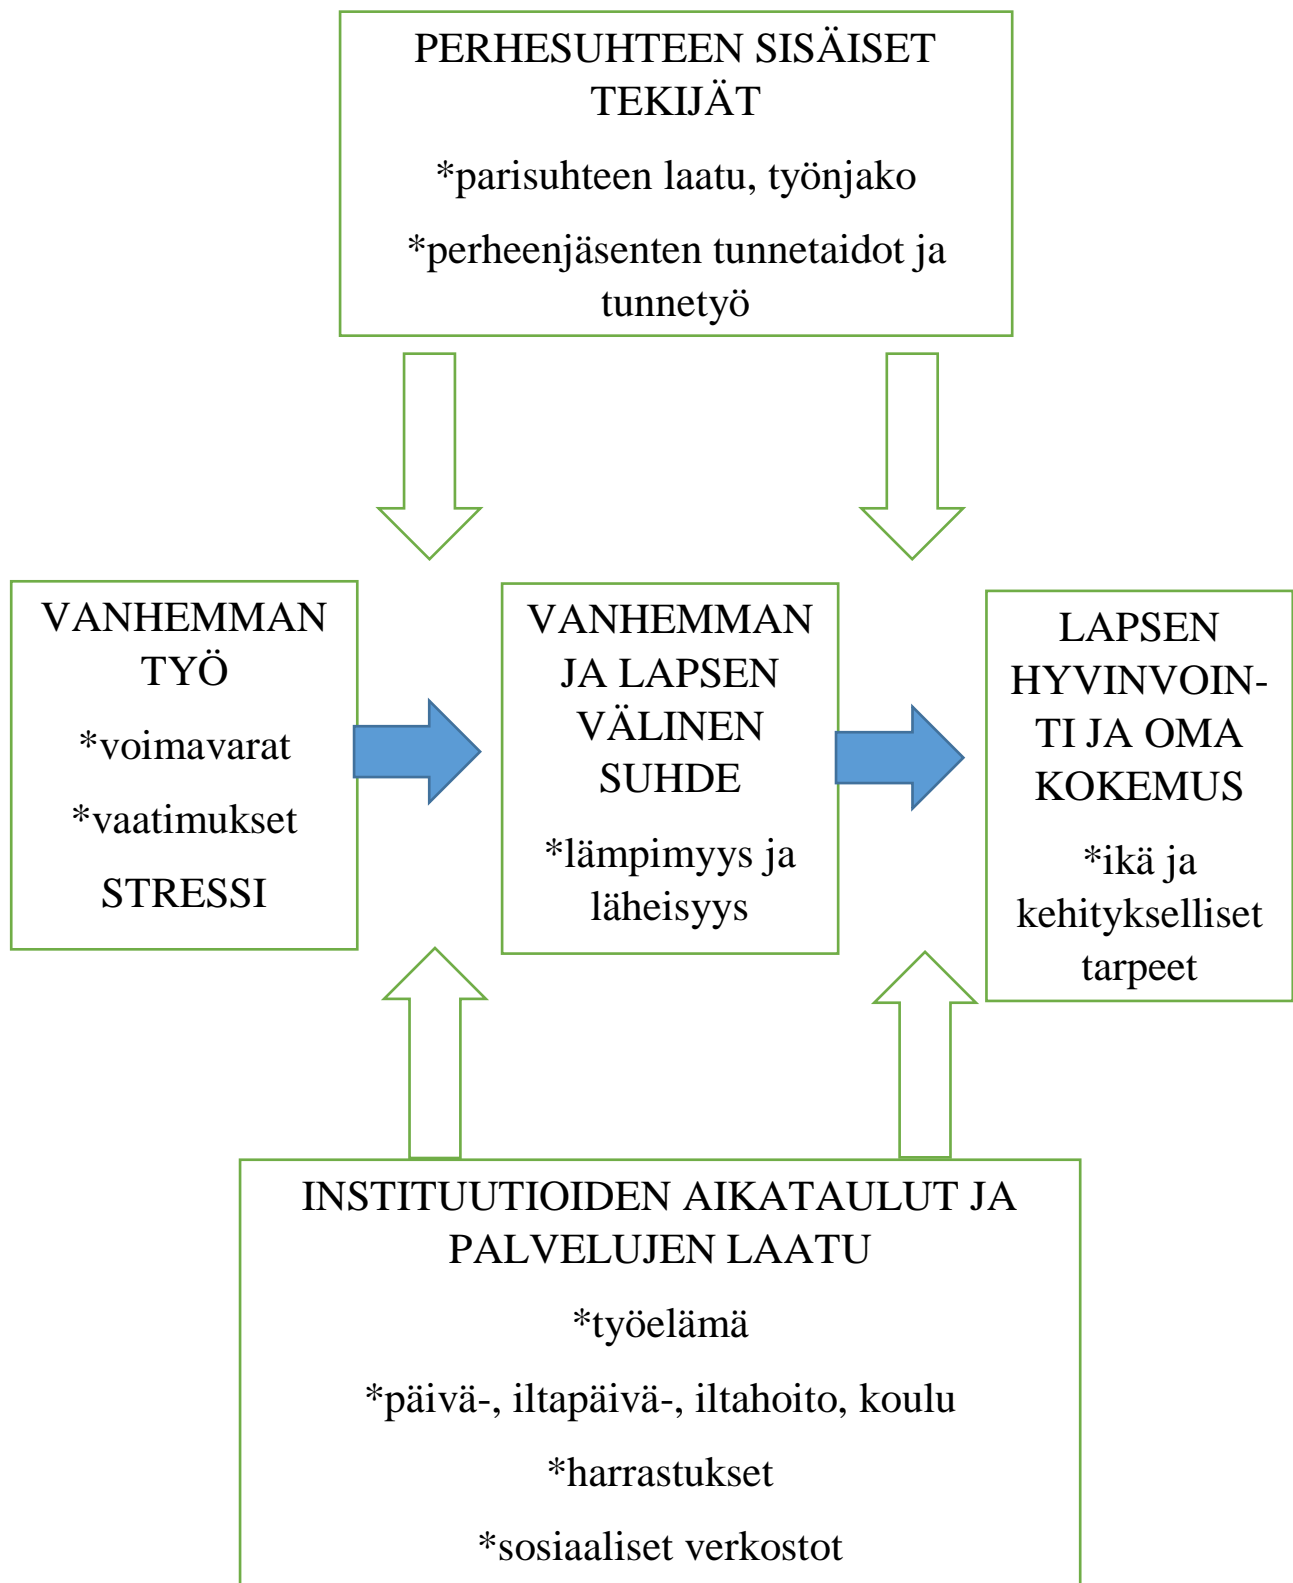 PERHESUHTEEN SISÄISET
TEKIJÄT
*parisuhteen laatu, työnjako
*perheenjäsenten tunnetaidot ja
tunnetyö
VANHEMMAN
TYÖ
*voimavarat
*vaatimukset
STRESSI
VANHEMMAN
JA LAPSEN
VÄLINEN
SUHDE
*lämpimyys ja
läheisyys
LAPSEN
HYVINVOIN-
TI JA OMA
KOKEMUS
*ikä ja
kehitykselliset
tarpeet
INSTITUUTIOIDEN AIKATAULUT JA
PALVELUJEN LAATU
*työelämä
*päivä-, iltapäivä-, iltahoito, koulu
*harrastukset
*sosiaaliset verkostot